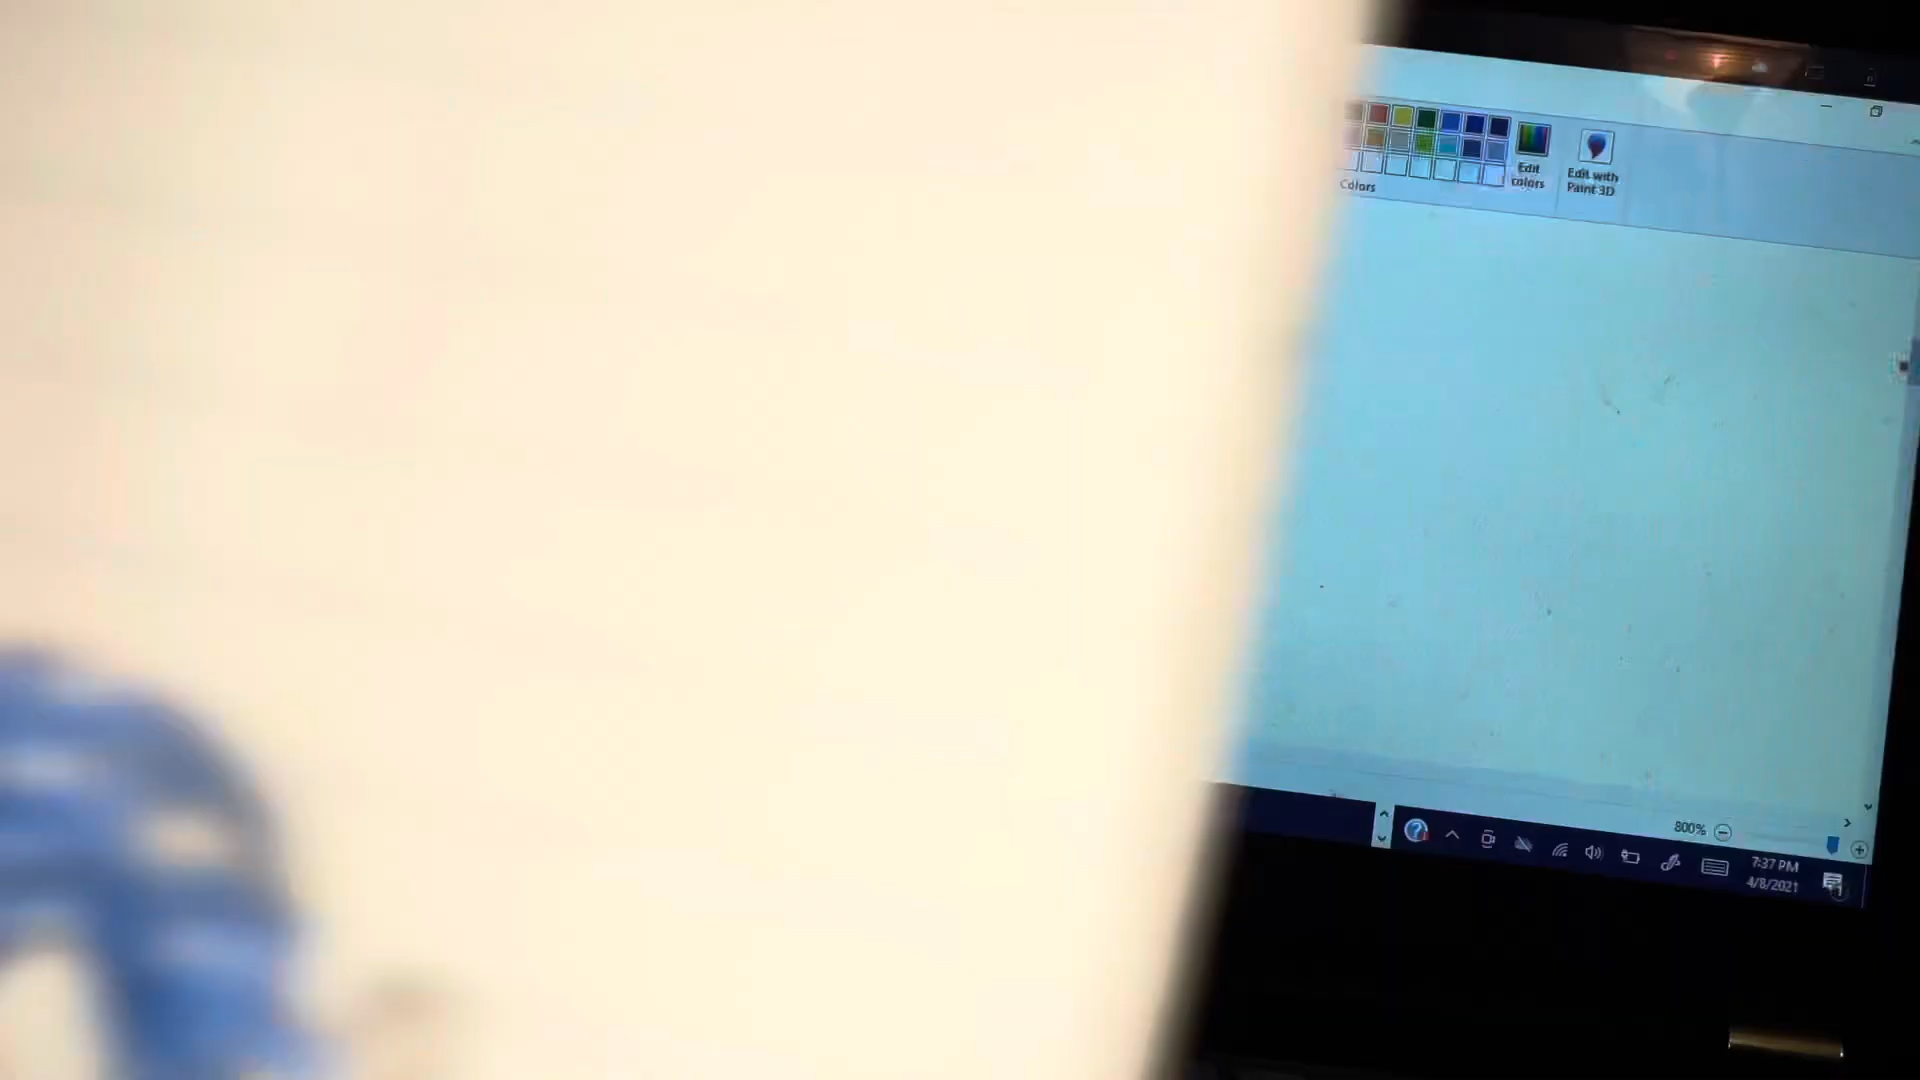 Edit
colors
Edit with
Paint 3D
Colors
800%
7:37 PM
4/8/2021